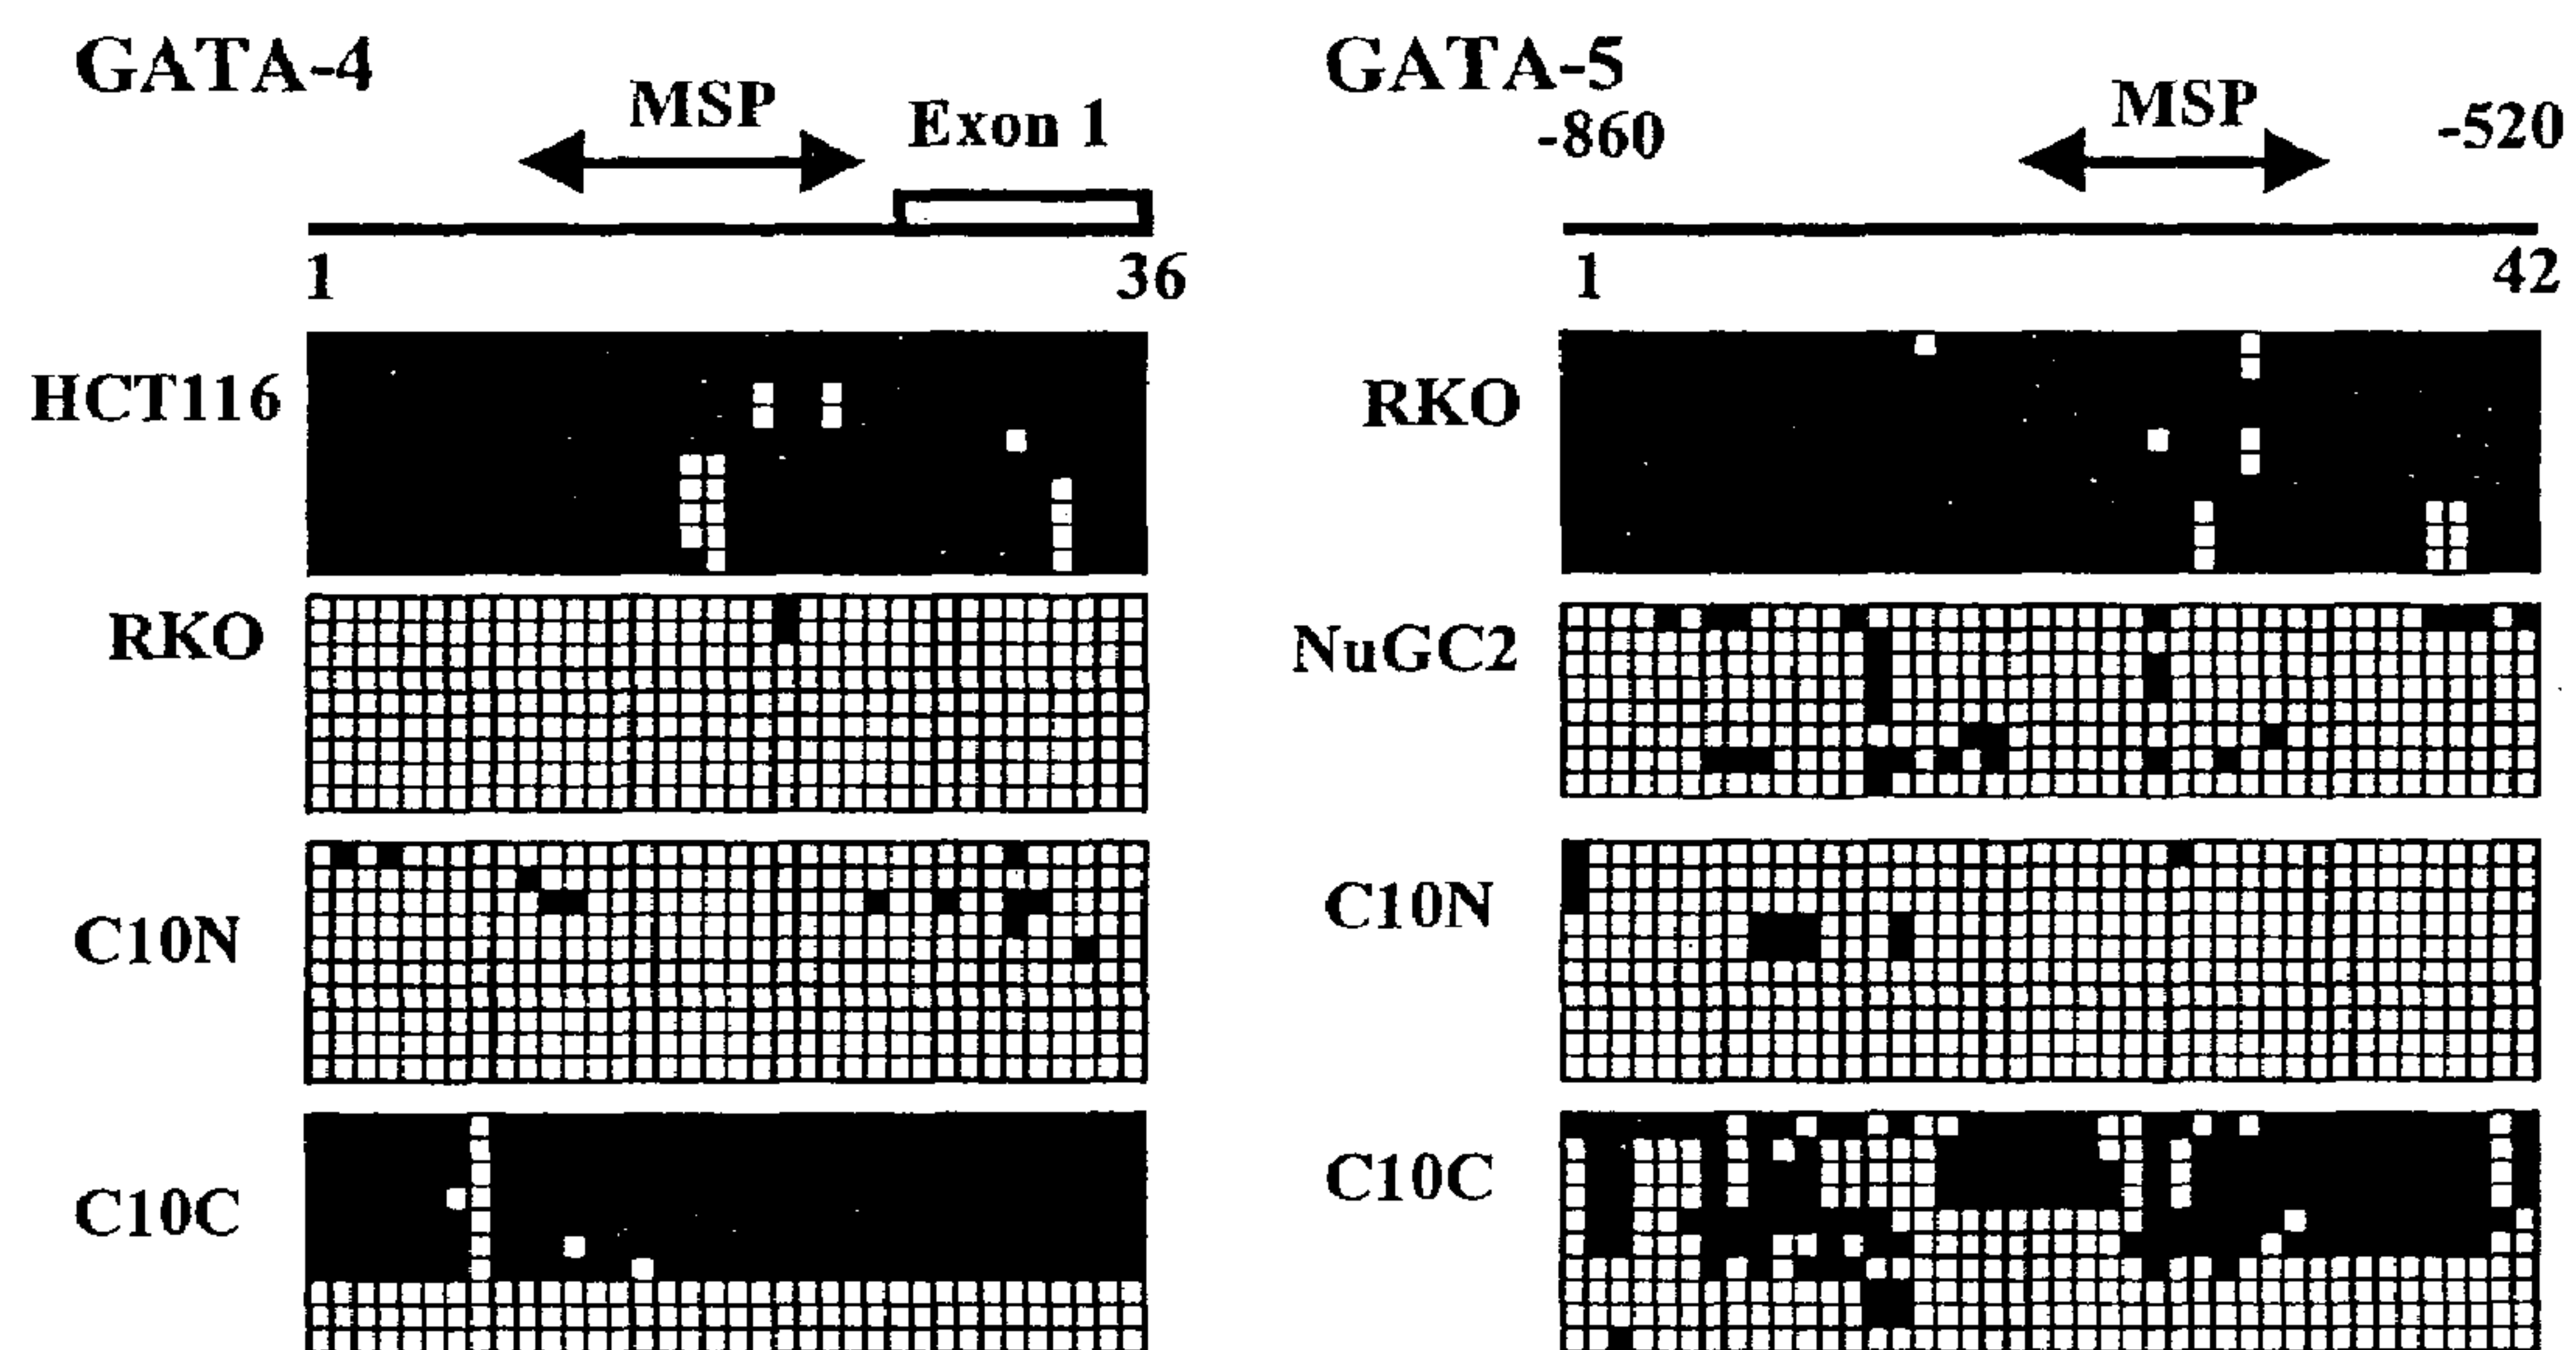 GATA-4
MSP
Exon 1
1
36
HCT116
RKO
C10N
C10C
GATA-5
-860
MSP
-520
1
42
RKO
NuGC2
C10N
C10C